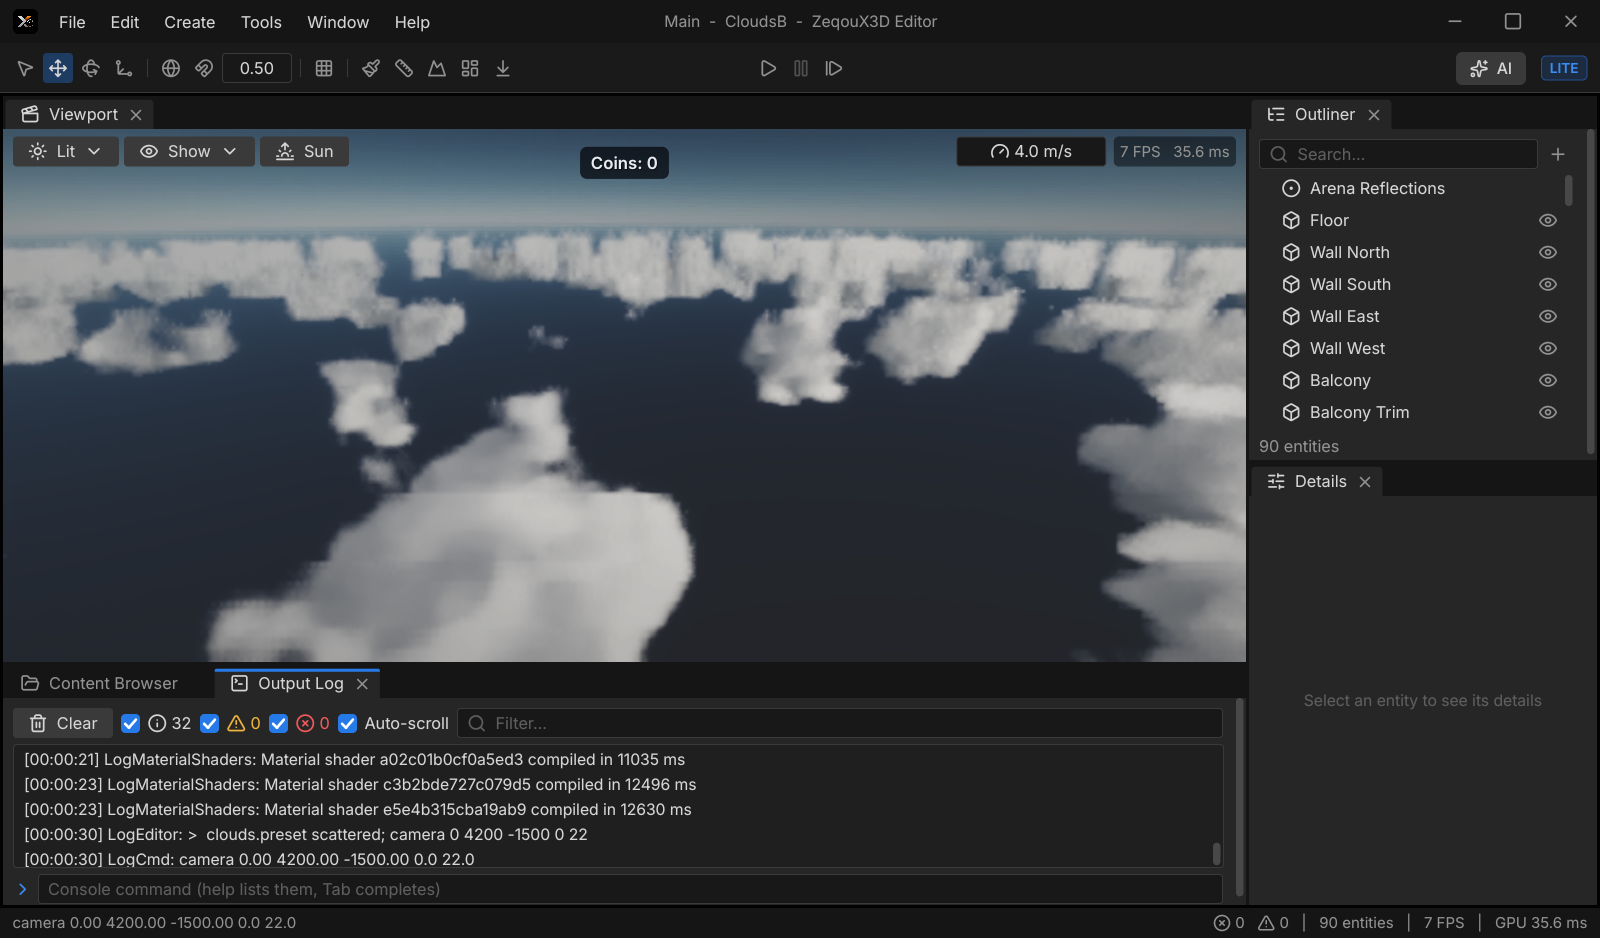 File Edit Create Tools Window Help
Main - CloudsB - ZeqouX3D Editor
0.50
AI
LITE
Viewport
Lit
Show
Sun
Coins: 0
4.0 m/s
7 FPS 35.6 ms
Outliner
Search...
Arena Reflections
Floor
Wall North
Wall South
Wall East
Wall West
Balcony
Balcony Trim
90 entities
Details
Select an entity to see its details
Content Browser
Output Log
Clear
32
0
0
Auto-scroll
Filter...
[00:00:21] LogMaterialShaders: Material shader a02c01b0cf0a5ed3 compiled in 11035 ms
[00:00:23] LogMaterialShaders: Material shader c3b2bde727c079d5 compiled in 12496 ms
[00:00:23] LogMaterialShaders: Material shader e5e4b315cba19ab9 compiled in 12630 ms
[00:00:30] LogEditor: > clouds.preset scattered; camera 0 4200 -1500 0 22
[00:00:30] LogCmd: camera 0.00 4200.00 -1500.00 0.0 22.0
Console command (help lists them, Tab completes)
camera 0.00 4200.00 -1500.00 0.0 22.0
0
0
90 entities
7 FPS
GPU 35.6 ms